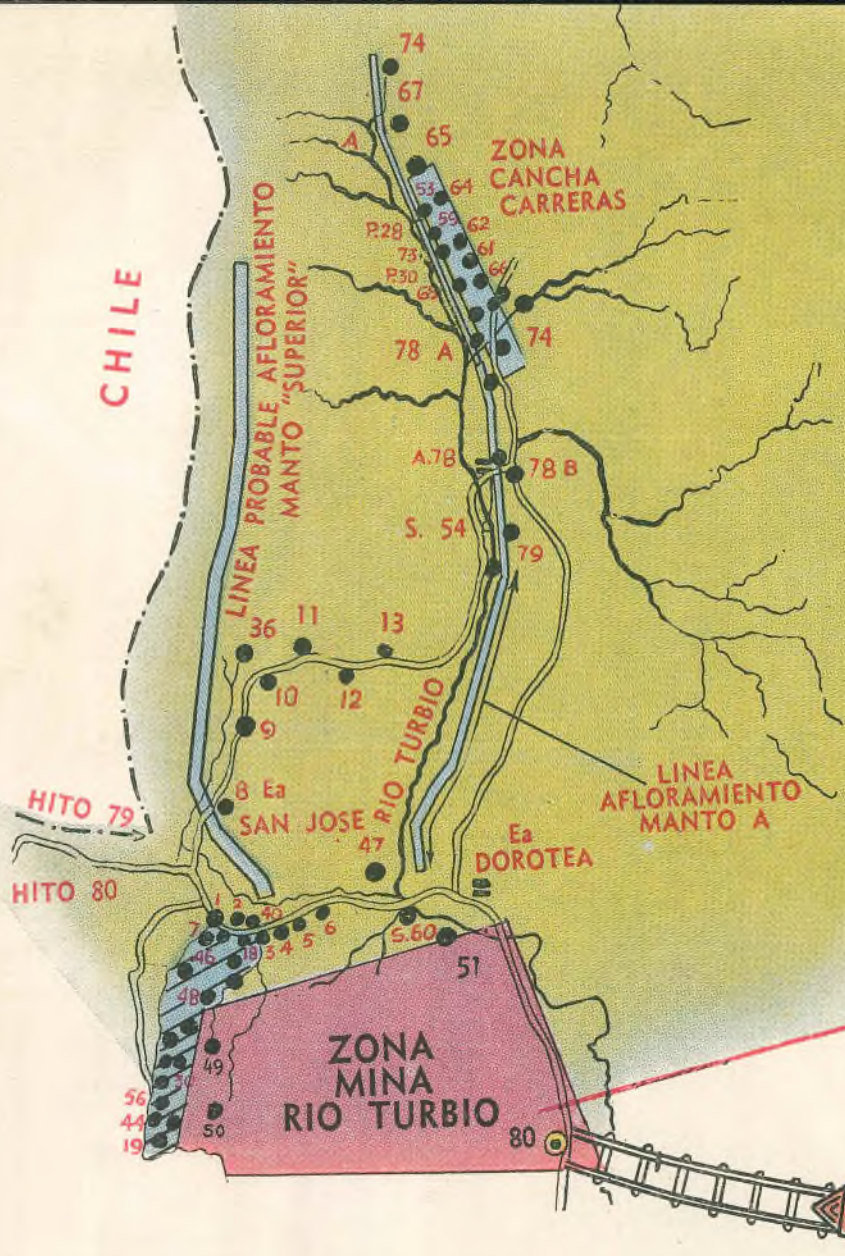 74
67
A
65
ZONA
CANCHA
CARRERAS
53
64
59
62
P.28
61
73
66
P.30
69
78 A
74
CHILE
LINEA PROBABLE AFLORAMIENTO
MANTO "SUPERIOR"
A.78
78 B
S. 54
79
36
11
13
10
12
9
RIO TURBIO
LINEA
AFLORAMIENTO
MANTO A
8 Ea
SAN JOSE
HITO 79
47
Ea
DOROTEA
HITO 80
1
2
40
6
7
18
3
4
5
S.60
46
51
48
ZONA
MINA
RIO TURBIO
49
56
44
50
19
80